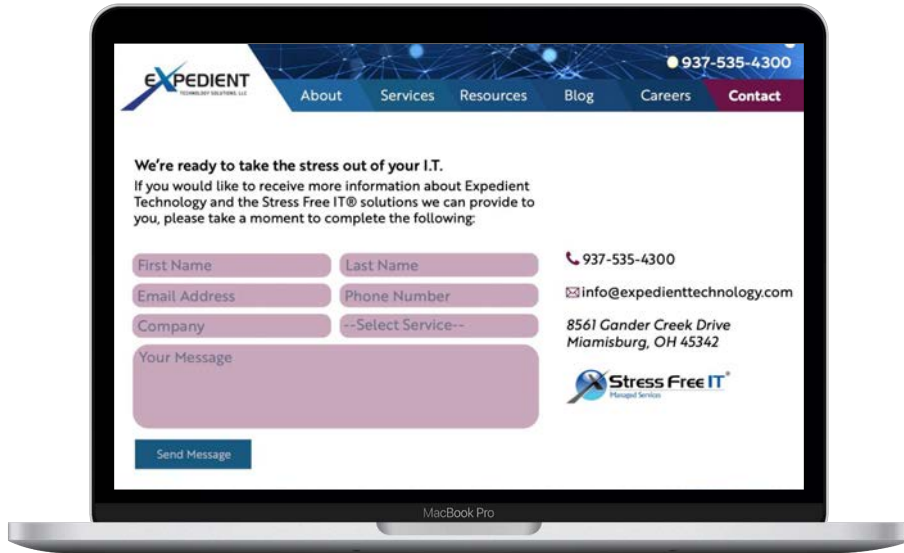 937-535-4300
EXPEDIENT
TECHNOLOGY SOLUTIONS, LLC
About Services Resources Blog Careers Contact
We're ready to take the stress out of your I.T.
If you would like to receive more information about Expedient
Technology and the Stress Free IT® solutions we can provide to
you, please take a moment to complete the following:
First Name Last Name
Email Address Phone Number
Company --Select Service--
Your Message
Send Message
937-535-4300
info@expedienttechnology.com
8561 Gander Creek Drive
Miamisburg, OH 45342
Stress Free IT®
Managed Services
MacBook Pro